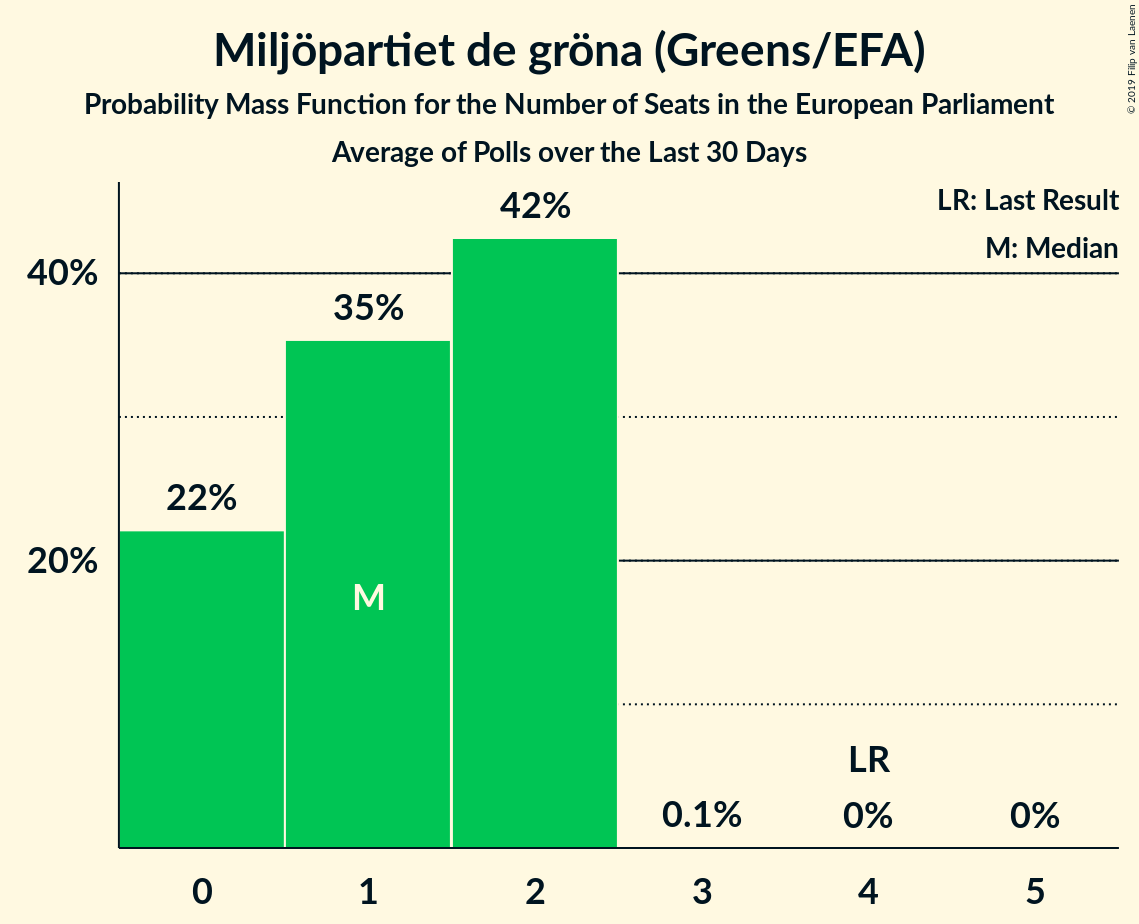 Miljöpartiet de gröna (Greens/EFA)
Probability Mass Function for the Number of Seats in the European Parliament
Average of Polls over the Last 30 Days
© 2019 Filip van Laenen
LR: Last Result
M: Median
40%
20%
22%
35%
42%
0.1%
0%
0%
M
LR
0 1 2 3 4 5